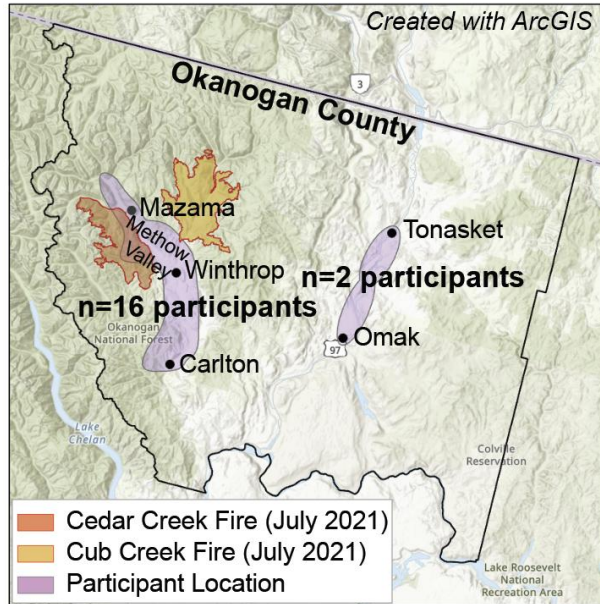 Created with ArcGIS
3
Okanogan County
Mazama
Methow
Valley
Winthrop
Tonasket
n=2 participants
n=16 participants
Okanogan
National Forest
Omak
97
Carlton
Lake
Chelan
Colville
Reservation
Cedar Creek Fire (July 2021)
Cub Creek Fire (July 2021)
Participant Location
Lake Roosevelt
National
Recreation Area